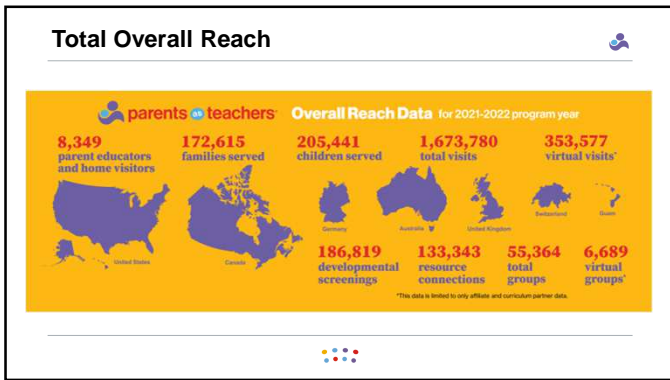 Total Overall Reach
parents as teachers Overall Reach Data for 2021-2022 program year
8,349
parent educators
and home visitors
172,615
families served
205,441
children served
1,673,780
total visits
353,577
virtual visits*
United States
Canada
Germany
Australia
United Kingdom
Switzerland
Guam
186,819
developmental
screenings
133,343
resource
connections
55,364
total
groups
6,689
virtual
groups*
*This data is limited to only affiliate and curriculum partner data.